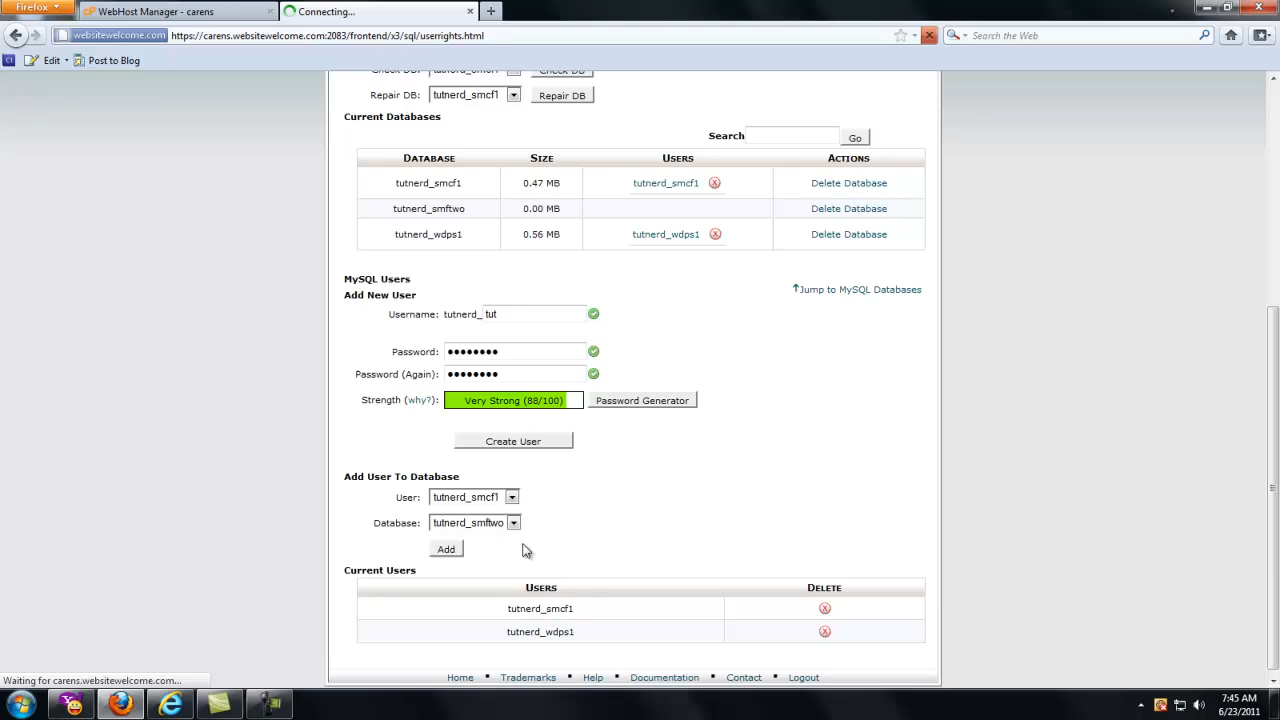 Firefox
WebHost Manager - carens × Connecting... ×
websitewelcome.com https://carens.websitewelcome.com:2083/frontend/x3/sql/userrights.html Search the Web
Edit Post to Blog
Check DB: tutnerd_smcf1 Check DB
Repair DB: tutnerd_smcf1 Repair DB
Current Databases
Search Go
DATABASE SIZE USERS ACTIONS
tutnerd_smcf1 0.47 MB tutnerd_smcf1 Delete Database
tutnerd_smftwo 0.00 MB Delete Database
tutnerd_wdps1 0.56 MB tutnerd_wdps1 Delete Database
MySQL Users
Jump to MySQL Databases
Add New User
Username: tutnerd_ tut
Password: ●●●●●●●●
Password (Again): ●●●●●●●●
Strength (why?): Very Strong (88/100) Password Generator
Create User
Add User To Database
User: tutnerd_smcf1
Database: tutnerd_smftwo
Add
Current Users
USERS DELETE
tutnerd_smcf1
tutnerd_wdps1
Home ▪ Trademarks ▪ Help ▪ Documentation ▪ Contact ▪ Logout
Waiting for carens.websitewelcome.com...
7:45 AM
6/23/2011